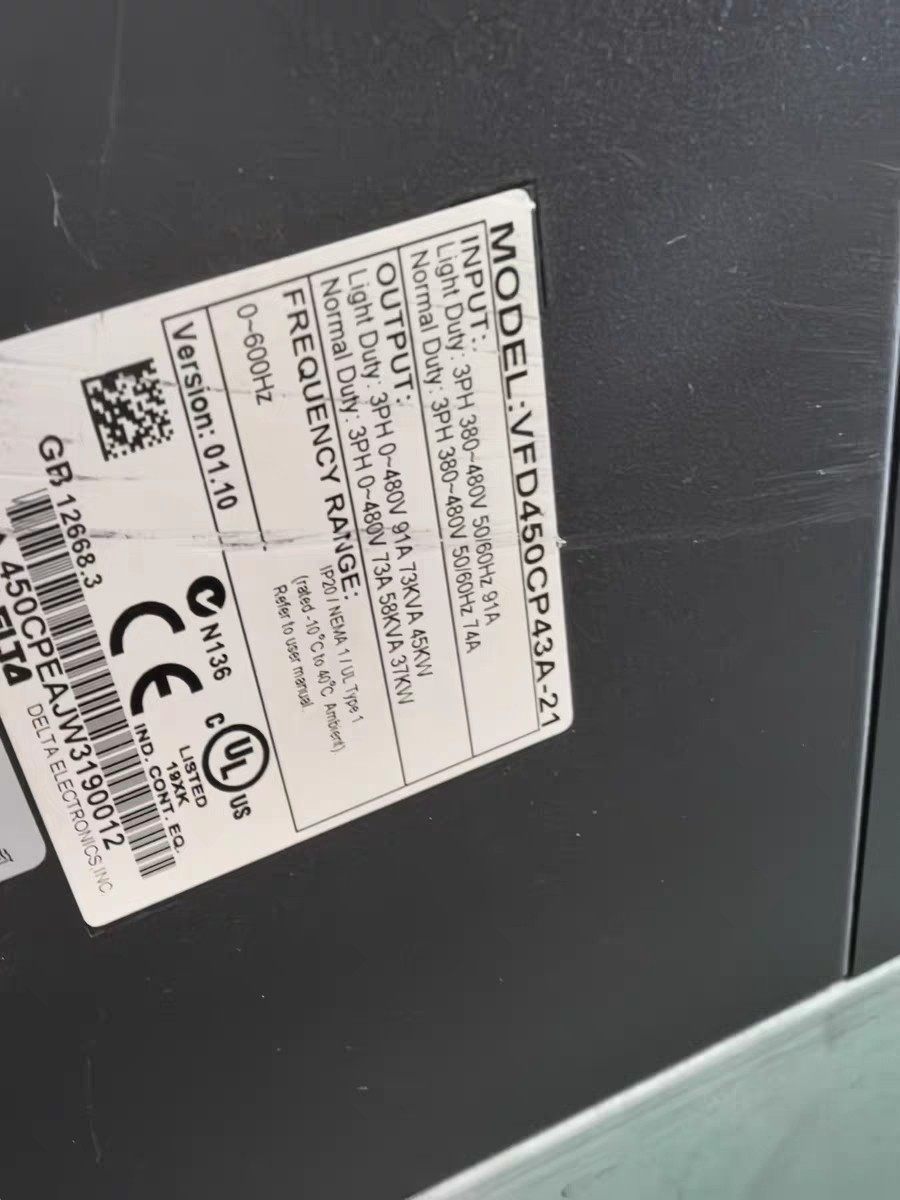 MODEL:VFD450CP43A-21
INPUT:
Light Duty: 3PH 380~480V 50/60Hz 91A
Normal Duty: 3PH 380~480V 50/60Hz 74A
OUTPUT:
Light Duty: 3PH 0~480V 91A 73KVA 45KW
Normal Duty: 3PH 0~480V 73A 58KVA 37KW
FREQUENCY RANGE:
0~600Hz
IP20 / NEMA 1 / UL Type 1
(rated -10°C to 40°C Ambient)
Refer to user manual.
Version: 01.10
N136
C UL US
LISTED
19XK
IND. CONT. EQ.
CE
GB 12668.3
450CPEAJW3190012
DELTA ELECTRONICS,INC.